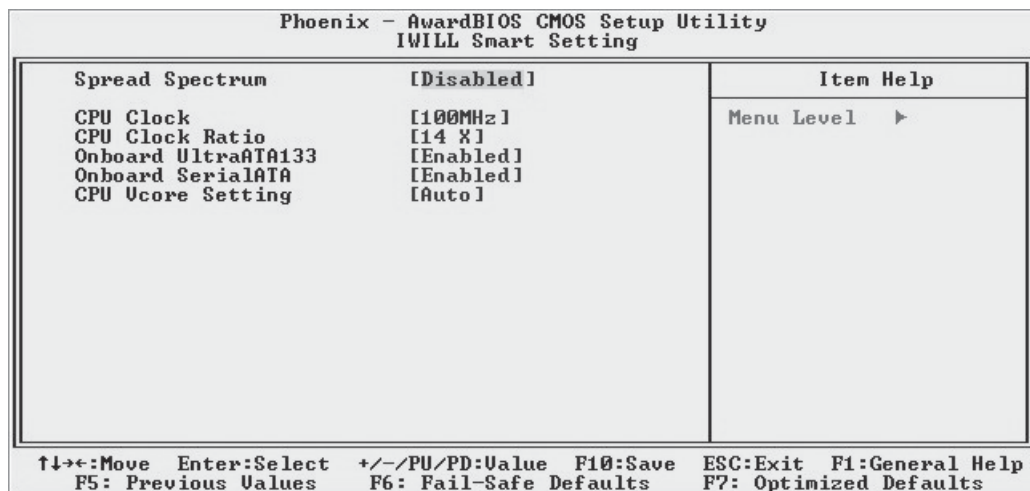 Phoenix - AwardBIOS CMOS Setup Utility
IWILL Smart Setting
Spread Spectrum [Disabled]
CPU Clock [100MHz]
CPU Clock Ratio [14 X]
Onboard UltraATA133 [Enabled]
Onboard SerialATA [Enabled]
CPU Vcore Setting [Auto]
Item Help
Menu Level ▶
↑↓→←:Move Enter:Select +/-/PU/PD:Value F10:Save ESC:Exit F1:General Help
F5: Previous Values F6: Fail-Safe Defaults F7: Optimized Defaults